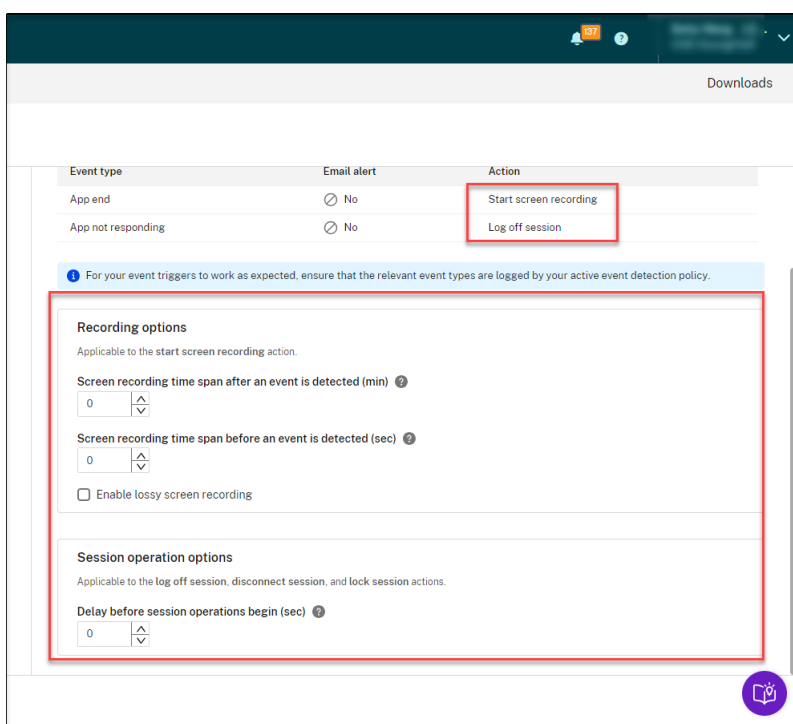 137
?
Downloads
Event type Email alert Action
App end No Start screen recording
App not responding No Log off session
For your event triggers to work as expected, ensure that the relevant event types are logged by your active event detection policy.
Recording options
Applicable to the start screen recording action.
Screen recording time span after an event is detected (min) ?
0
Screen recording time span before an event is detected (sec) ?
0
Enable lossy screen recording
Session operation options
Applicable to the log off session, disconnect session, and lock session actions.
Delay before session operations begin (sec) ?
0